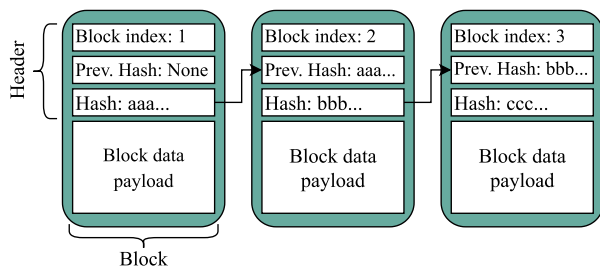 Header
Block index: 1
Prev. Hash: None
Hash: aaa...
Block data
payload
Block
Block index: 2
Prev. Hash: aaa...
Hash: bbb...
Block data
payload
Block index: 3
Prev. Hash: bbb...
Hash: ccc...
Block data
payload